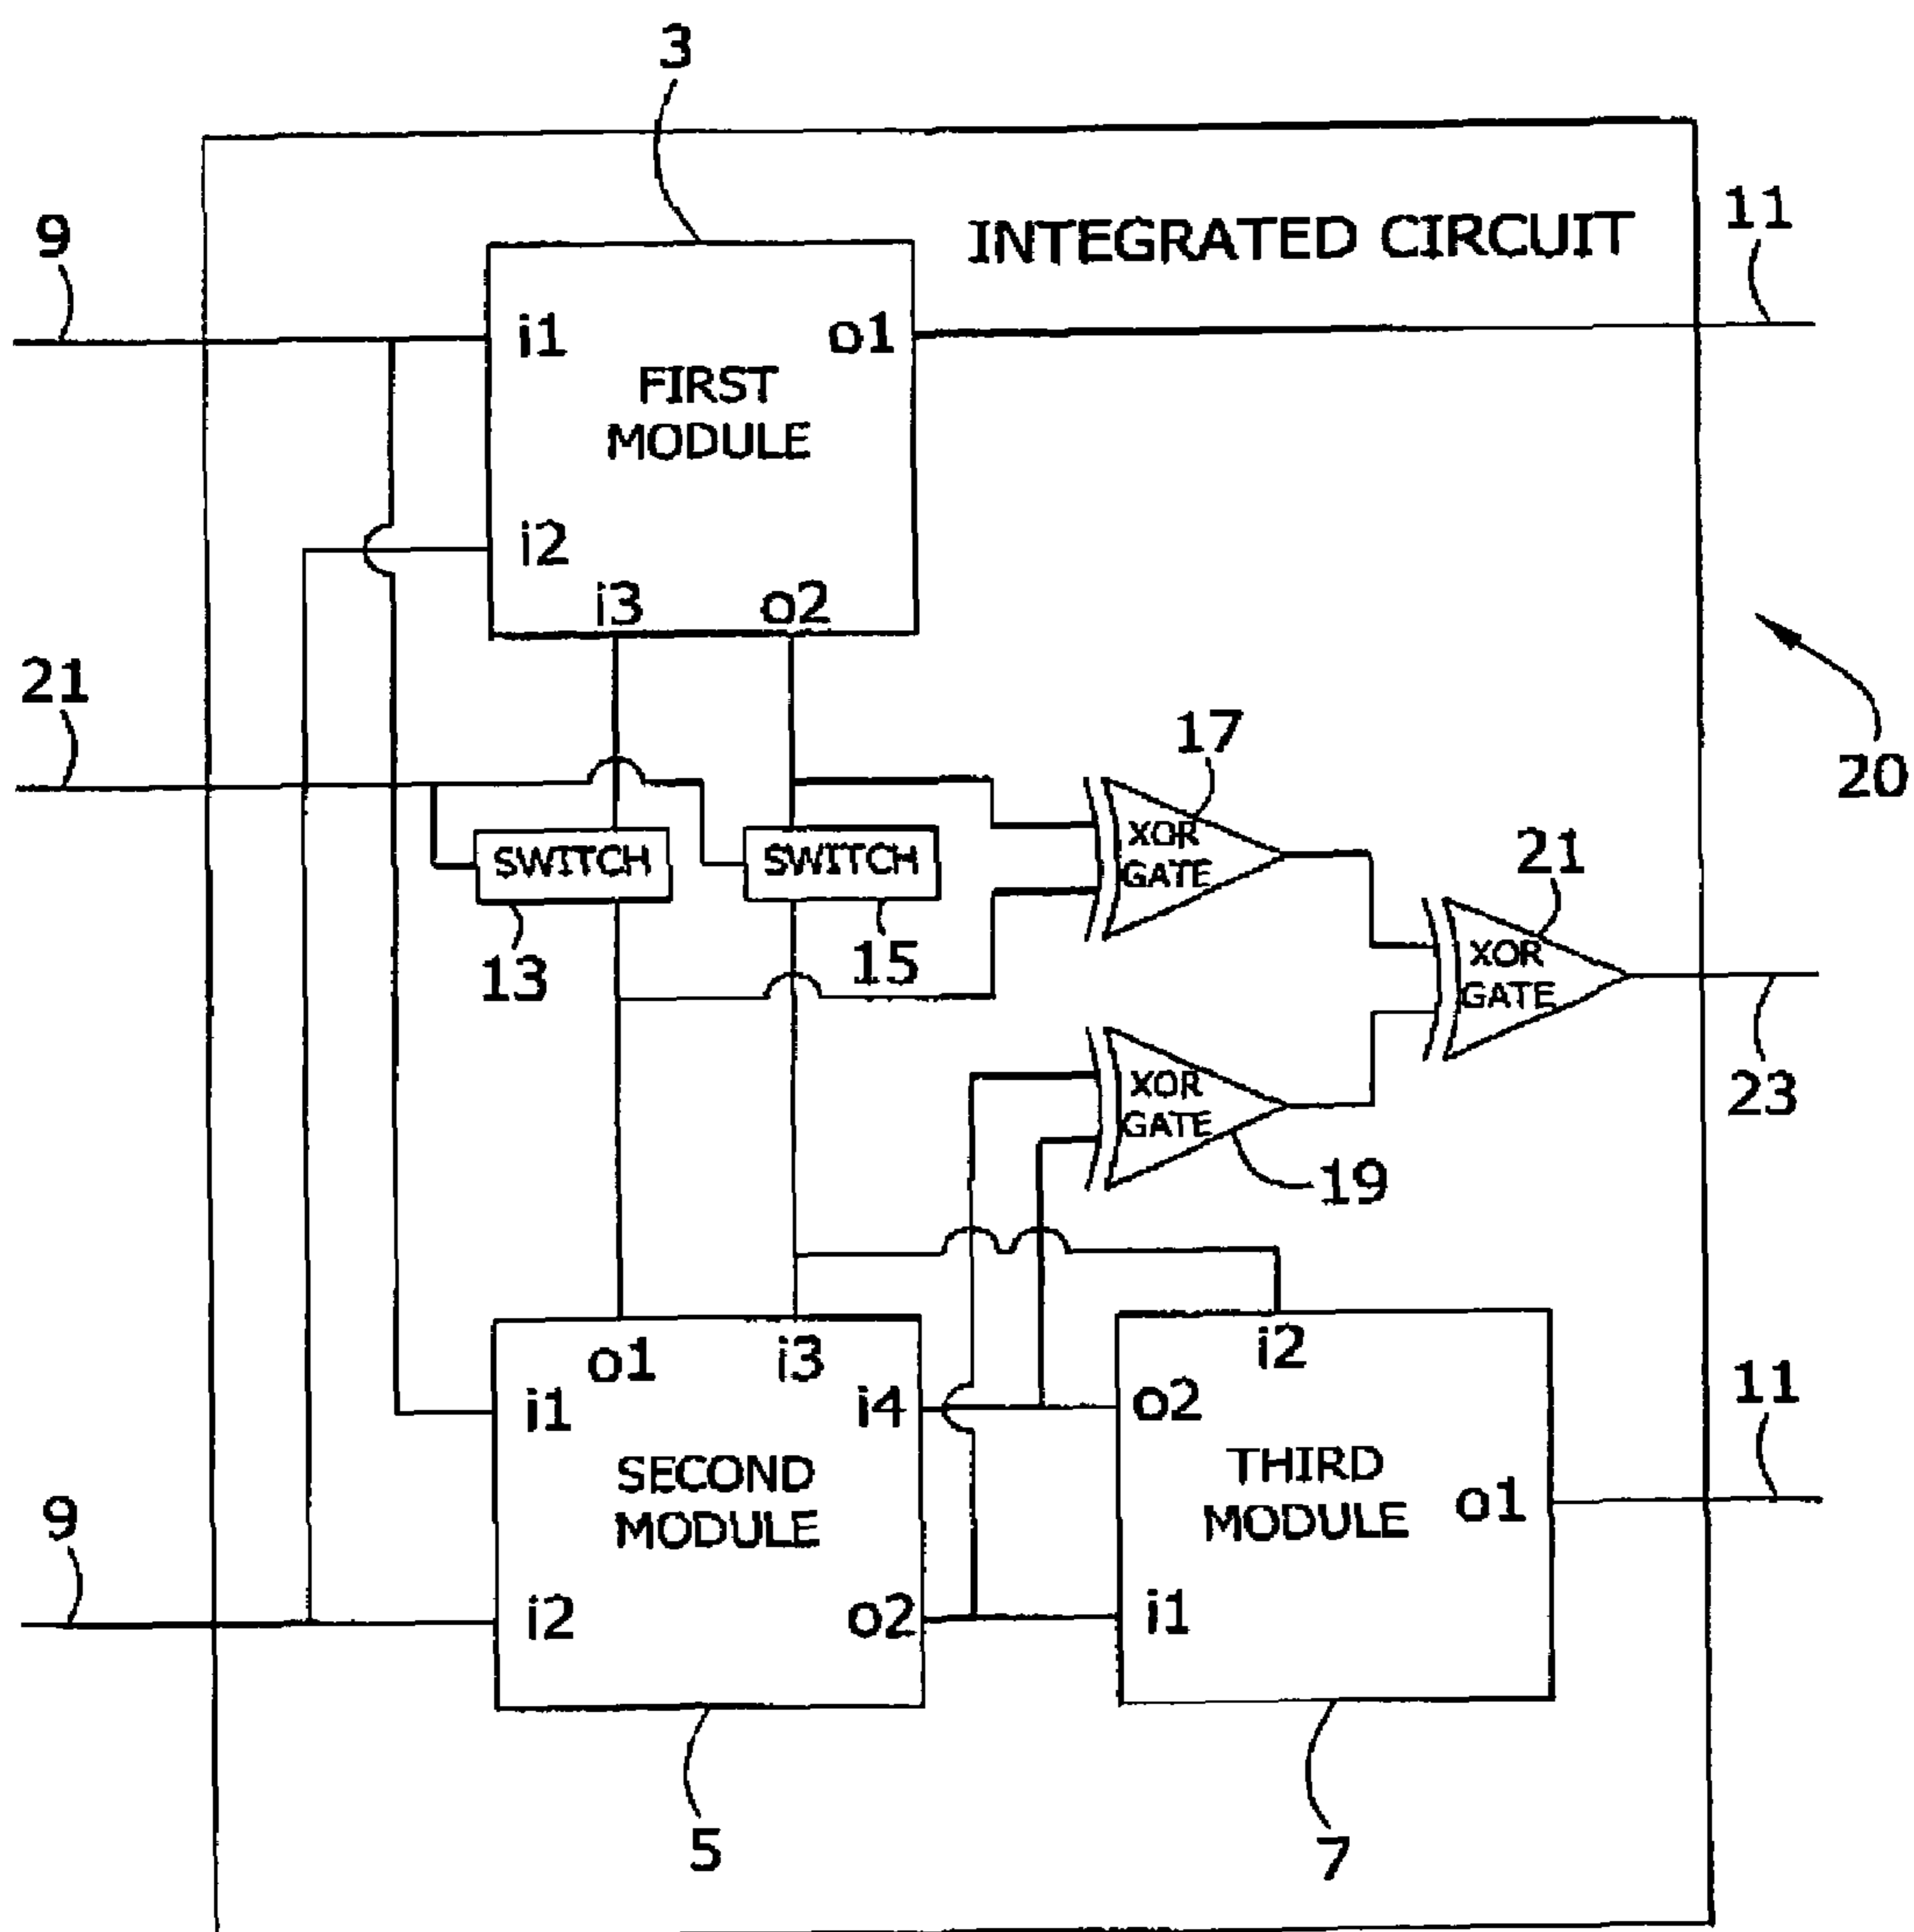 3
INTEGRATED CIRCUIT
9
11
i1
o1
FIRST
MODULE
i2
i3
o2
21
17
20
XOR
GATE
SWITCH
SWITCH
21
13
15
XOR
GATE
23
XOR
GATE
19
o1
i3
i2
i1
i4
o2
11
SECOND
MODULE
THIRD
MODULE
o1
9
i2
o2
i1
5
7